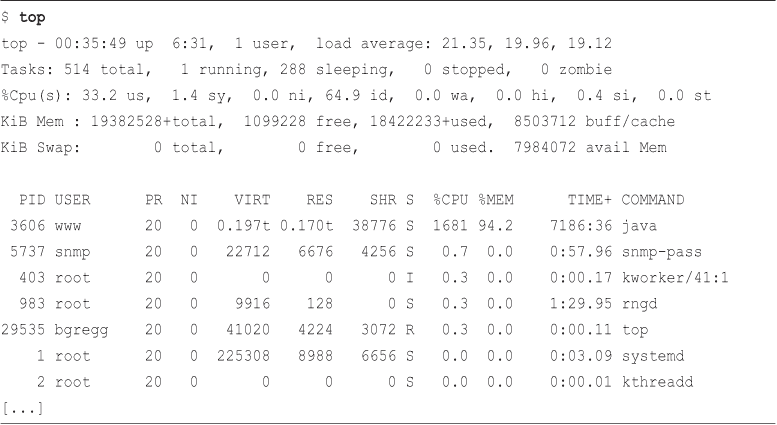 $ top
top - 00:35:49 up  6:31,  1 user,  load average: 21.35, 19.96, 19.12
Tasks: 514 total,   1 running, 288 sleeping,   0 stopped,   0 zombie
%Cpu(s): 33.2 us,  1.4 sy,  0.0 ni, 64.9 id,  0.0 wa,  0.0 hi,  0.4 si,  0.0 st
KiB Mem : 19382528+total,  1099228 free, 18422233+used,  8503712 buff/cache
KiB Swap:        0 total,        0 free,        0 used.  7984072 avail Mem
  PID USER      PR  NI    VIRT    RES    SHR S  %CPU %MEM      TIME+ COMMAND
 3606 www       20   0  0.197t 0.170t  38776 S  1681 94.2    7186:36 java
 5737 snmp      20   0   22712   6676   4256 S   0.7  0.0    0:57.96 snmp-pass
  403 root      20   0       0      0      0 I   0.3  0.0    0:00.17 kworker/41:1
  983 root      20   0    9916    128      0 S   0.3  0.0    1:29.95 rngd
29535 bgregg    20   0   41020   4224   3072 R   0.3  0.0    0:00.11 top
    1 root      20   0  225308   8988   6656 S   0.0  0.0    0:03.09 systemd
    2 root      20   0       0      0      0 S   0.0  0.0    0:00.01 kthreadd
[...]